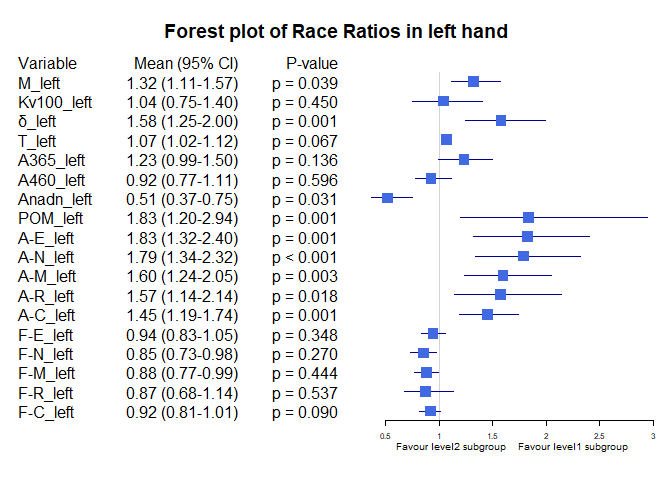 Forest plot of Race Ratios in left hand
Variable Mean (95% CI) P-value
M_left 1.32 (1.11-1.57) p = 0.039
Kv100_left 1.04 (0.75-1.40) p = 0.450
δ_left 1.58 (1.25-2.00) p = 0.001
T_left 1.07 (1.02-1.12) p = 0.067
A365_left 1.23 (0.99-1.50) p = 0.136
A460_left 0.92 (0.77-1.11) p = 0.596
Anadn_left 0.51 (0.37-0.75) p = 0.031
POM_left 1.83 (1.20-2.94) p = 0.001
A-E_left 1.83 (1.32-2.40) p = 0.001
A-N_left 1.79 (1.34-2.32) p < 0.001
A-M_left 1.60 (1.24-2.05) p = 0.003
A-R_left 1.57 (1.14-2.14) p = 0.018
A-C_left 1.45 (1.19-1.74) p = 0.001
F-E_left 0.94 (0.83-1.05) p = 0.348
F-N_left 0.85 (0.73-0.98) p = 0.270
F-M_left 0.88 (0.77-0.99) p = 0.444
F-R_left 0.87 (0.68-1.14) p = 0.537
F-C_left 0.92 (0.81-1.01) p = 0.090
0.5 1 1.5 2 2.5 3
Favour level2 subgroup Favour level1 subgroup